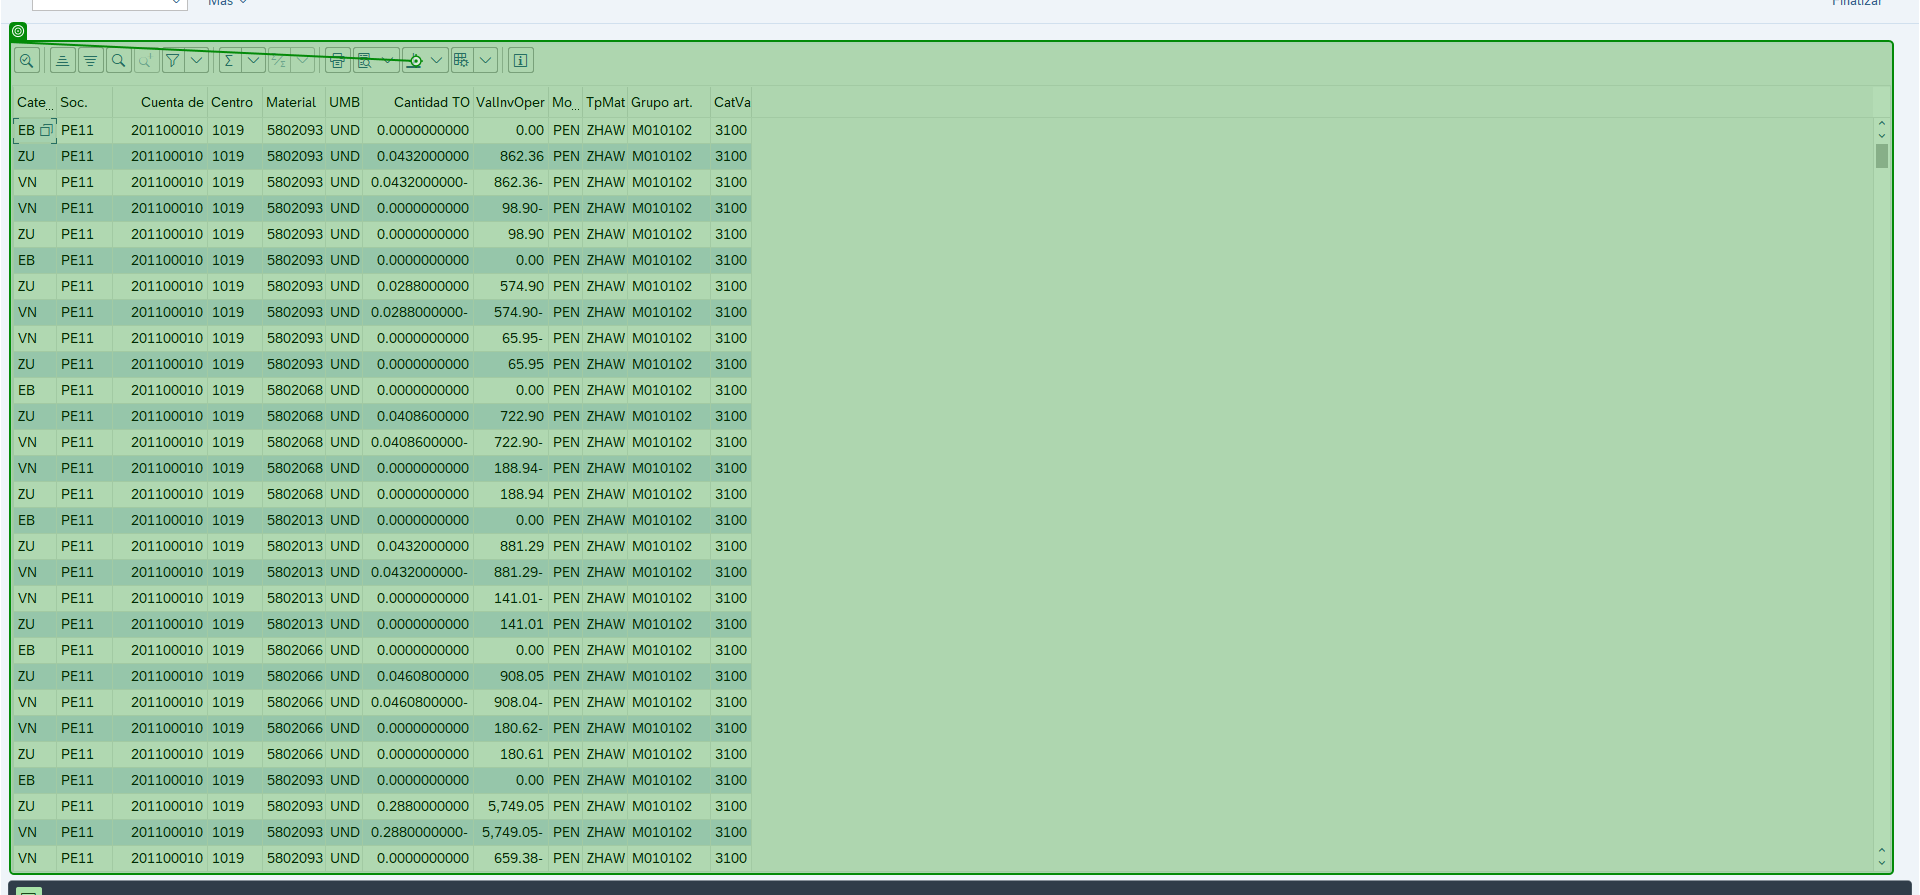 Más
Finalizar
Cate... Soc. Cuenta de Centro Material UMB Cantidad TO ValInvOper Mo... TpMat Grupo art. CatVa
EB PE11 201100010 1019 5802093 UND 0.0000000000 0.00 PEN ZHAW M010102 3100
ZU PE11 201100010 1019 5802093 UND 0.0432000000 862.36 PEN ZHAW M010102 3100
VN PE11 201100010 1019 5802093 UND 0.0432000000- 862.36- PEN ZHAW M010102 3100
VN PE11 201100010 1019 5802093 UND 0.0000000000 98.90- PEN ZHAW M010102 3100
ZU PE11 201100010 1019 5802093 UND 0.0000000000 98.90 PEN ZHAW M010102 3100
EB PE11 201100010 1019 5802093 UND 0.0000000000 0.00 PEN ZHAW M010102 3100
ZU PE11 201100010 1019 5802093 UND 0.0288000000 574.90 PEN ZHAW M010102 3100
VN PE11 201100010 1019 5802093 UND 0.0288000000- 574.90- PEN ZHAW M010102 3100
VN PE11 201100010 1019 5802093 UND 0.0000000000 65.95- PEN ZHAW M010102 3100
ZU PE11 201100010 1019 5802093 UND 0.0000000000 65.95 PEN ZHAW M010102 3100
EB PE11 201100010 1019 5802068 UND 0.0000000000 0.00 PEN ZHAW M010102 3100
ZU PE11 201100010 1019 5802068 UND 0.0408600000 722.90 PEN ZHAW M010102 3100
VN PE11 201100010 1019 5802068 UND 0.0408600000- 722.90- PEN ZHAW M010102 3100
VN PE11 201100010 1019 5802068 UND 0.0000000000 188.94- PEN ZHAW M010102 3100
ZU PE11 201100010 1019 5802068 UND 0.0000000000 188.94 PEN ZHAW M010102 3100
EB PE11 201100010 1019 5802013 UND 0.0000000000 0.00 PEN ZHAW M010102 3100
ZU PE11 201100010 1019 5802013 UND 0.0432000000 881.29 PEN ZHAW M010102 3100
VN PE11 201100010 1019 5802013 UND 0.0432000000- 881.29- PEN ZHAW M010102 3100
VN PE11 201100010 1019 5802013 UND 0.0000000000 141.01- PEN ZHAW M010102 3100
ZU PE11 201100010 1019 5802013 UND 0.0000000000 141.01 PEN ZHAW M010102 3100
EB PE11 201100010 1019 5802066 UND 0.0000000000 0.00 PEN ZHAW M010102 3100
ZU PE11 201100010 1019 5802066 UND 0.0460800000 908.05 PEN ZHAW M010102 3100
VN PE11 201100010 1019 5802066 UND 0.0460800000- 908.04- PEN ZHAW M010102 3100
VN PE11 201100010 1019 5802066 UND 0.0000000000 180.62- PEN ZHAW M010102 3100
ZU PE11 201100010 1019 5802066 UND 0.0000000000 180.61 PEN ZHAW M010102 3100
EB PE11 201100010 1019 5802093 UND 0.0000000000 0.00 PEN ZHAW M010102 3100
ZU PE11 201100010 1019 5802093 UND 0.2880000000 5,749.05 PEN ZHAW M010102 3100
VN PE11 201100010 1019 5802093 UND 0.2880000000- 5,749.05- PEN ZHAW M010102 3100
VN PE11 201100010 1019 5802093 UND 0.0000000000 659.38- PEN ZHAW M010102 3100